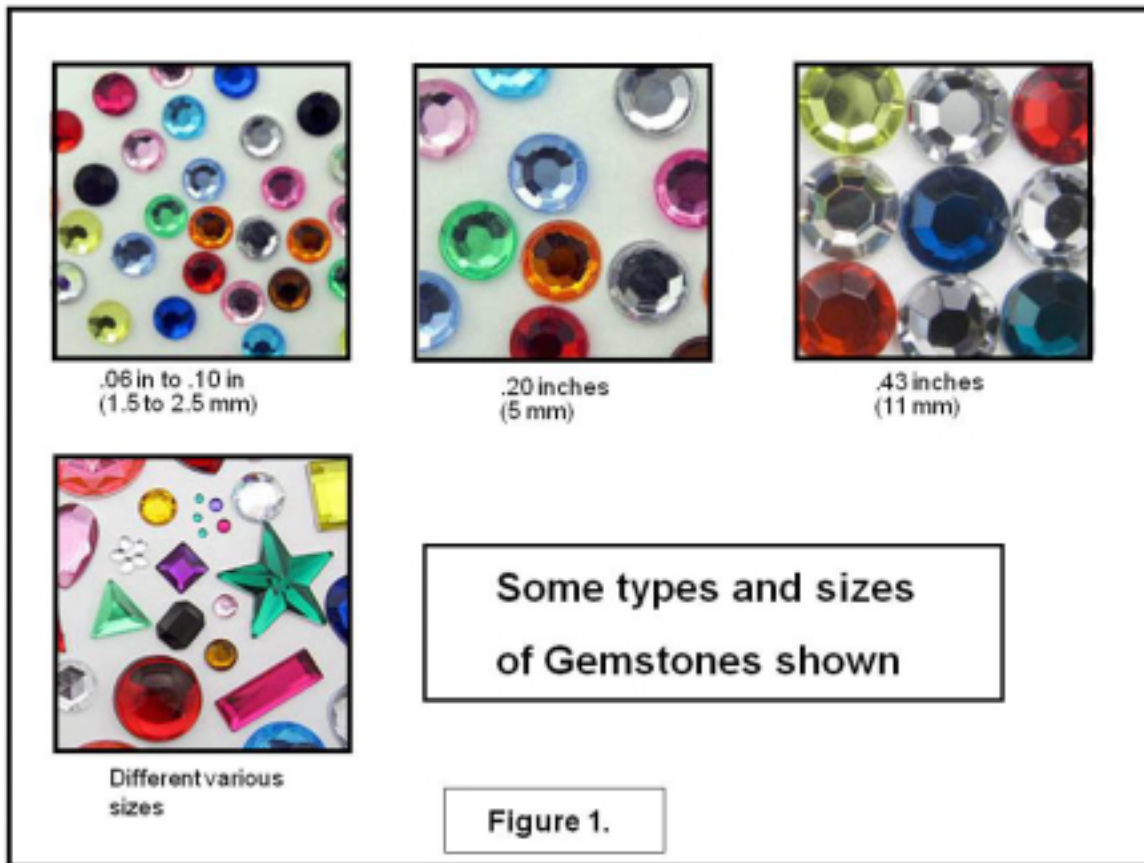 .06 in to .10 in
(1.5 to 2.5 mm)
.20 inches
(5 mm)
.43 inches
(11 mm)
Different various
sizes
Some types and sizes
of Gemstones shown
Figure 1.